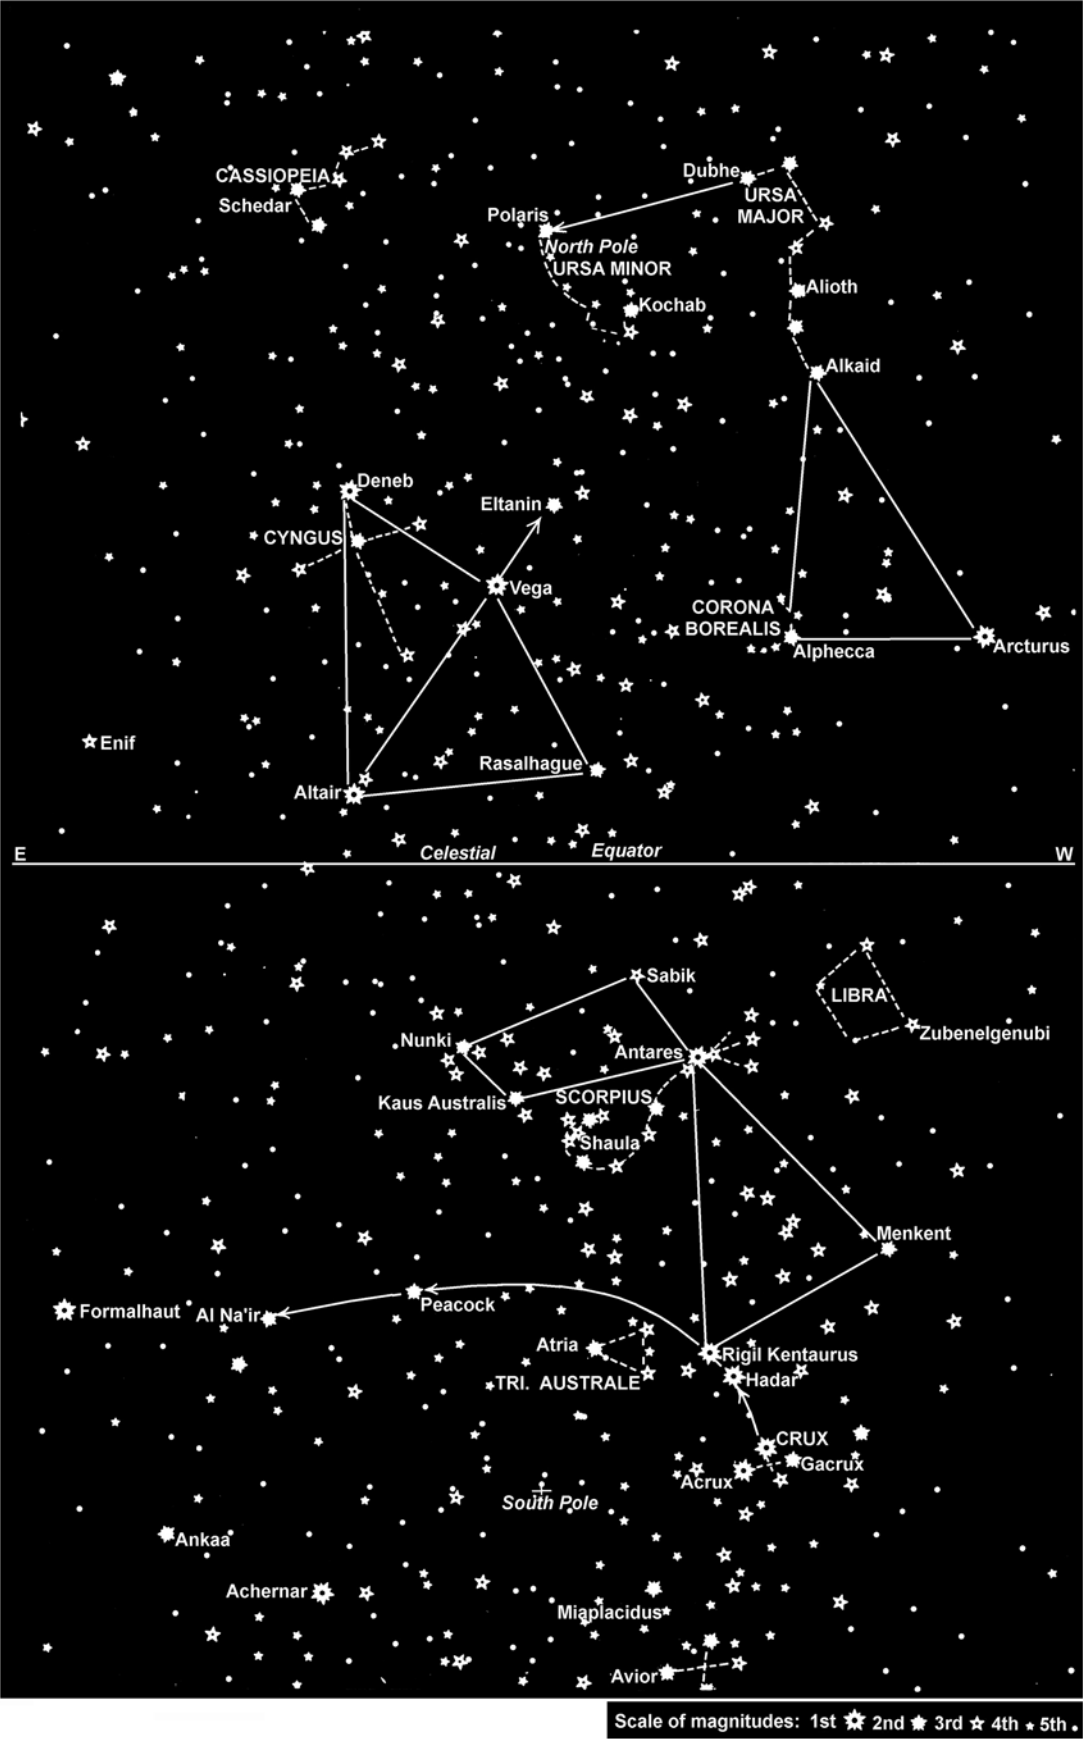 CASSIOPEIA
Schedar
Dubhe
URSA
MAJOR
Polaris
North Pole
URSA MINOR
Kochab
Alioth
Alkaid
Deneb
Eltanin
CYNGUS
Vega
CORONA
BOREALIS
Alphecca
Arcturus
Enif
Rasalhague
Altair
E
Celestial Equator
W
Sabik
LIBRA
Zubenelgenubi
Nunki
Antares
Kaus Australis
SCORPIUS
Shaula
Menkent
Formalhaut
Al Na'ir
Peacock
Atria
Rigil Kentaurus
TRI. AUSTRALE
Hadar
CRUX
Gacrux
Acrux
South Pole
Ankaa
Achernar
Miaplacidus
Avior
Scale of magnitudes: 1st 2nd 3rd 4th 5th